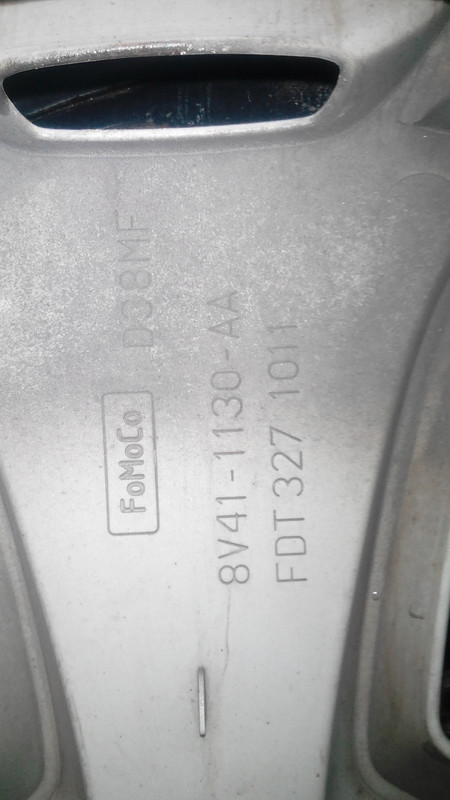 FoMoCo D38MF
8V41-1130-AA
FDT 327 1011